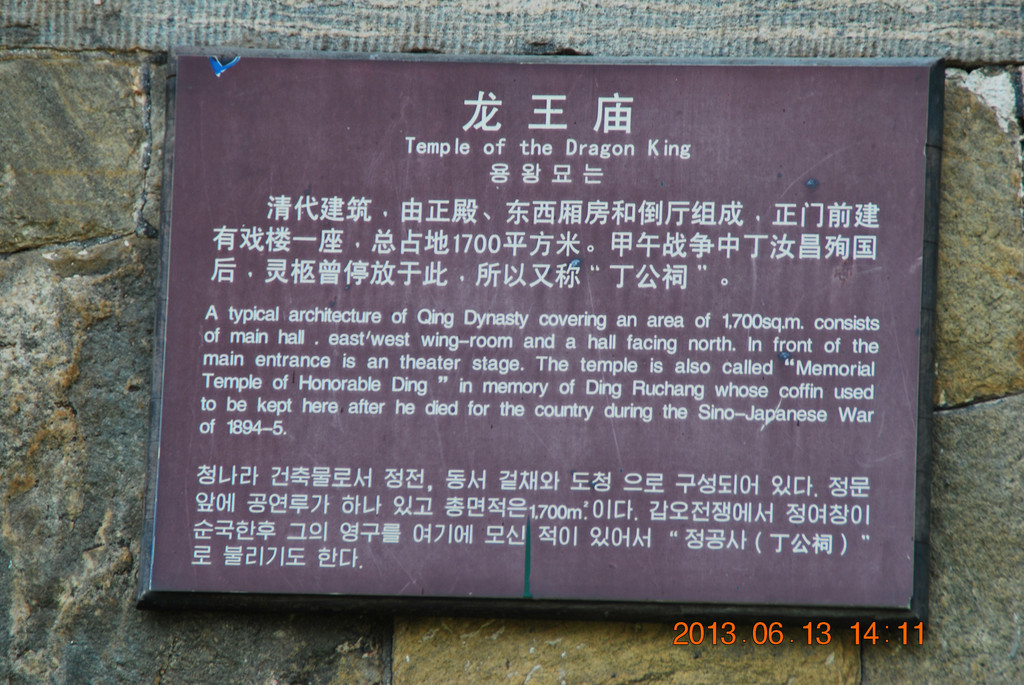 龙王庙
Temple of the Dragon King
용왕묘는
清代建筑，由正殿、东西厢房和倒厅组成，正门前建
有戏楼一座，总占地1700平方米。甲午战争中丁汝昌殉国
后，灵柩曾停放于此，所以又称“丁公祠”。
A typical architecture of Qing Dynasty covering an area of 1,700sq.m. consists
of main hall . east'west wing-room and a hall facing north. In front of the
main entrance is an theater stage. The temple is also called “Memorial
Temple of Honorable Ding ” in memory of Ding Ruchang whose coffin used
to be kept here after he died for the country during the Sino-Japanese War
of 1894-5.
청나라 건축물로서 정전, 동서 걸채와 도청 으로 구성되어 있다. 정문
앞에 공연루가 하나 있고 총면적은1,700m²이다. 갑오전쟁에서 정여창이
순국한후 그의 영구를 여기에 모신 적이 있어서 “정공사(丁公祠)”
로 불리기도 한다.
2013.06.13 14:11